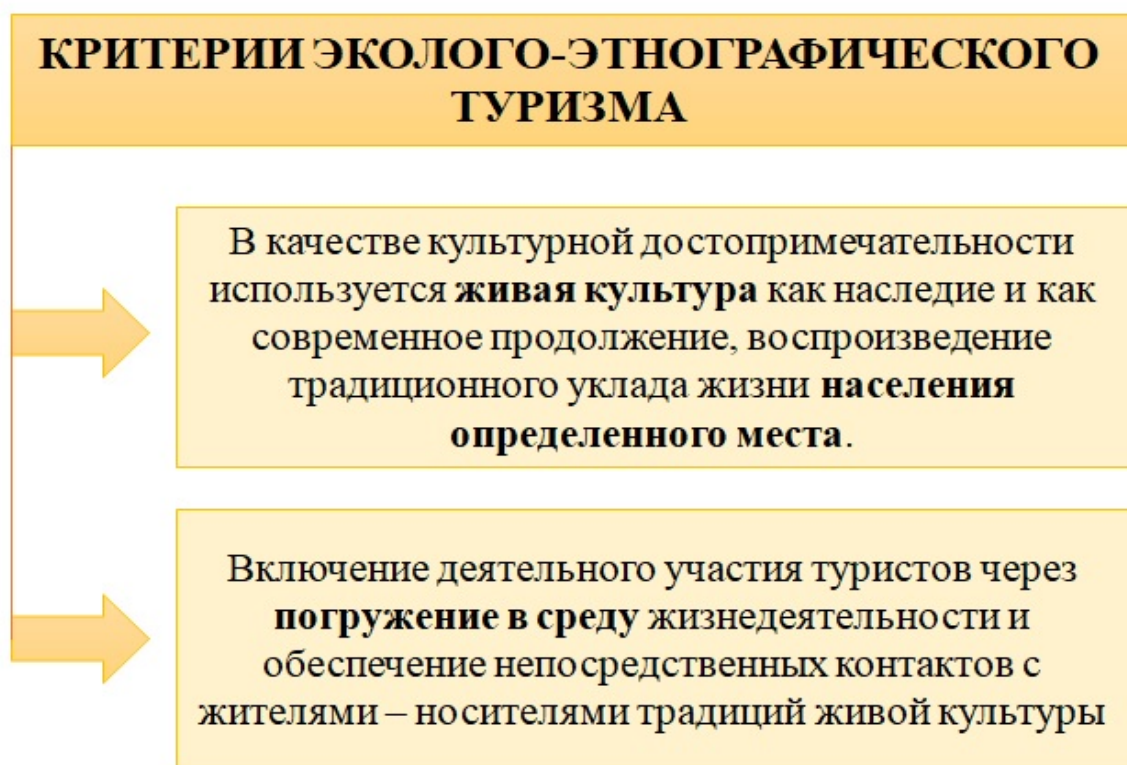 КРИТЕРИИ ЭКОЛОГО-ЭТНОГРАФИЧЕСКОГО
ТУРИЗМА
В качестве культурной достопримечательности
используется живая культура как наследие и как
современное продолжение, воспроизведение
традиционного уклада жизни населения
определенного места.
Включение деятельного участия туристов через
погружение в среду жизнедеятельности и
обеспечение непосредственных контактов с
жителями – носителями традиций живой культуры